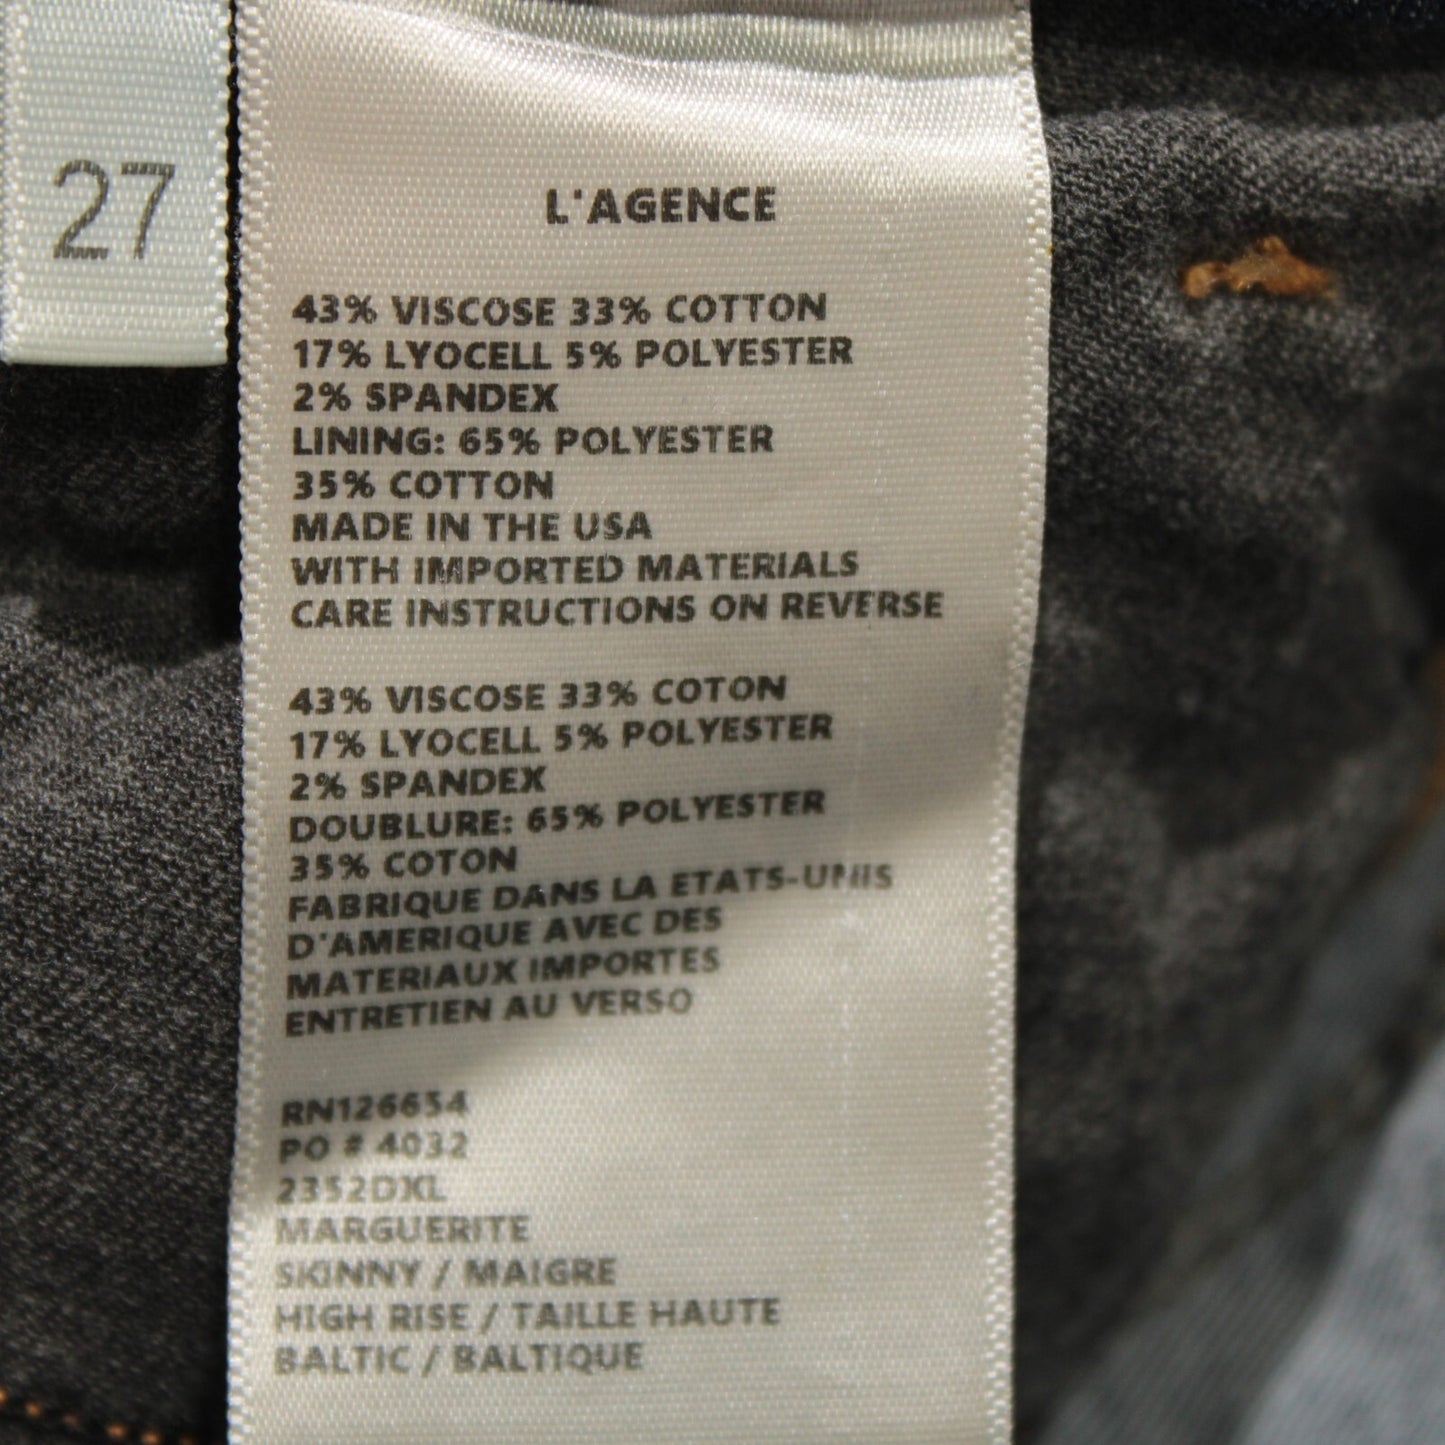 27
L'AGENCE
43% VISCOSE 33% COTTON
17% LYOCELL 5% POLYESTER
2% SPANDEX
LINING: 65% POLYESTER
35% COTTON
MADE IN THE USA
WITH IMPORTED MATERIALS
CARE INSTRUCTIONS ON REVERSE
43% VISCOSE 33% COTON
17% LYOCELL 5% POLYESTER
2% SPANDEX
DOUBLURE: 65% POLYESTER
35% COTON
FABRIQUE DANS LA ETATS-UNIS
D'AMERIQUE AVEC DES
MATERIAUX IMPORTES
ENTRETIEN AU VERSO
RN126654
PO # 4032
2352DXL
MARGUERITE
SKINNY / MAIGRE
HIGH RISE / TAILLE HAUTE
BALTIC / BALTIQUE